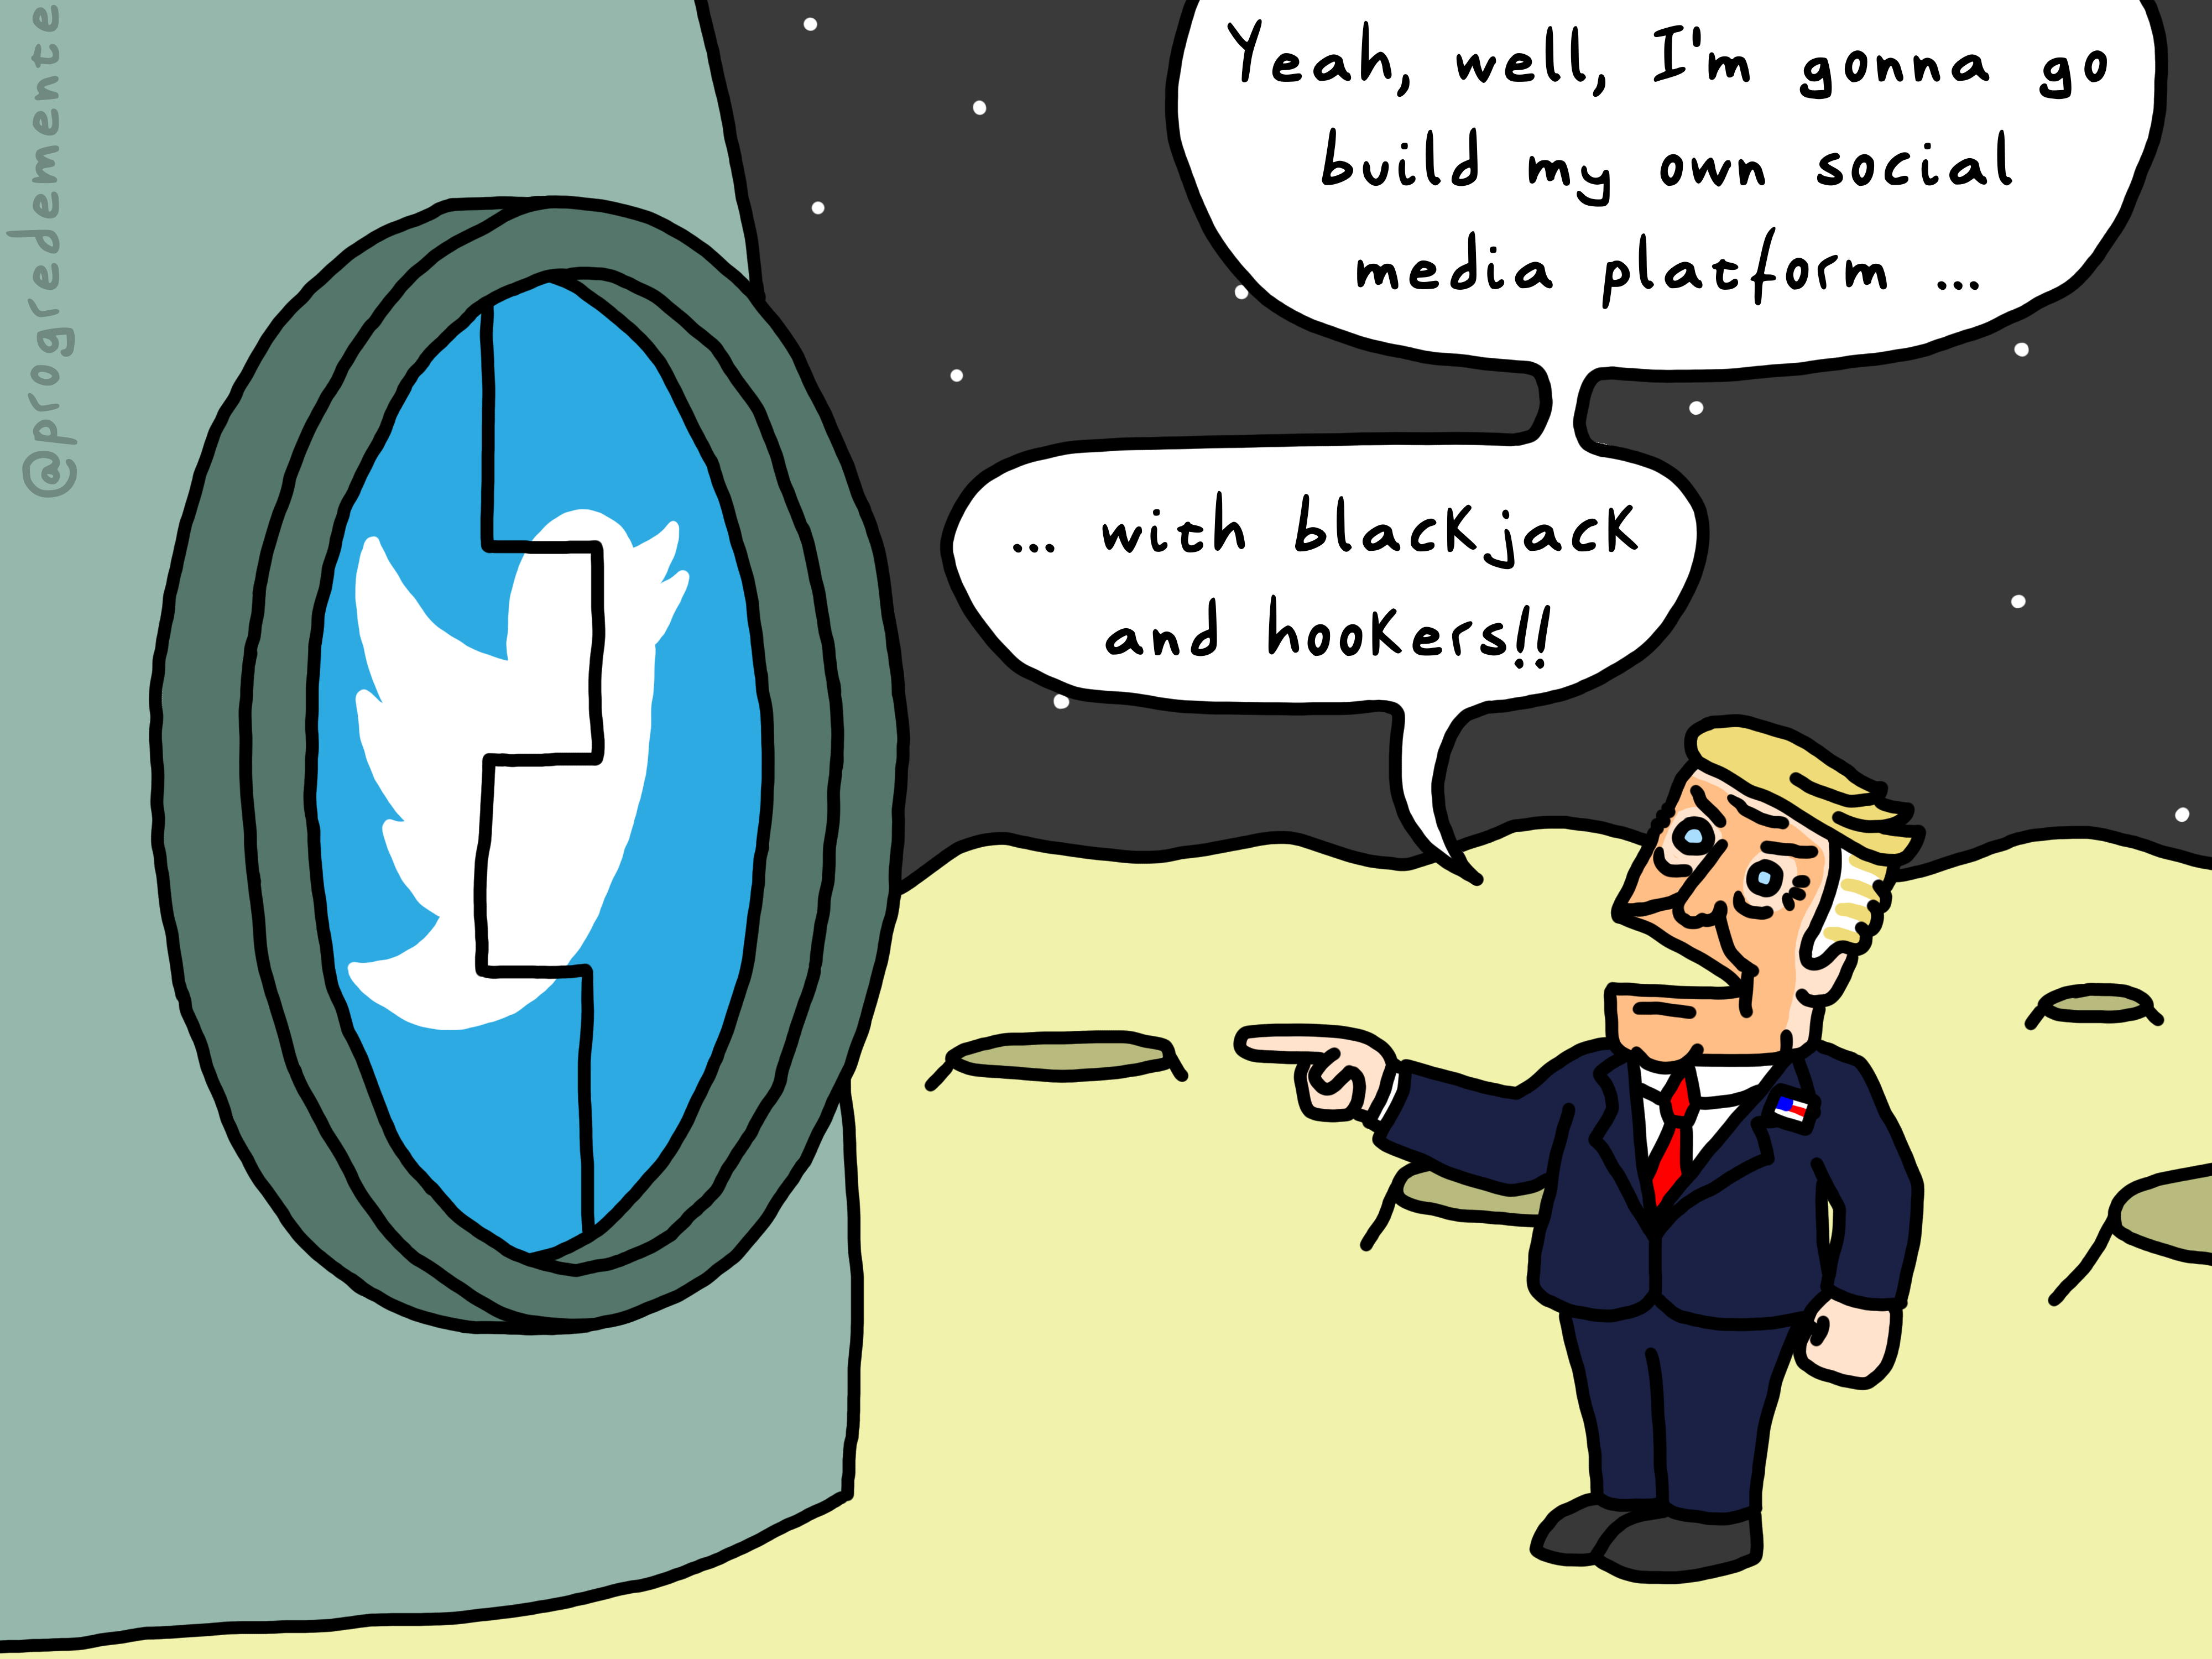 @progredemente
Yeah, well, I'm gonna go
build my own social
media platform ...
... with blackjack
and hookers!!